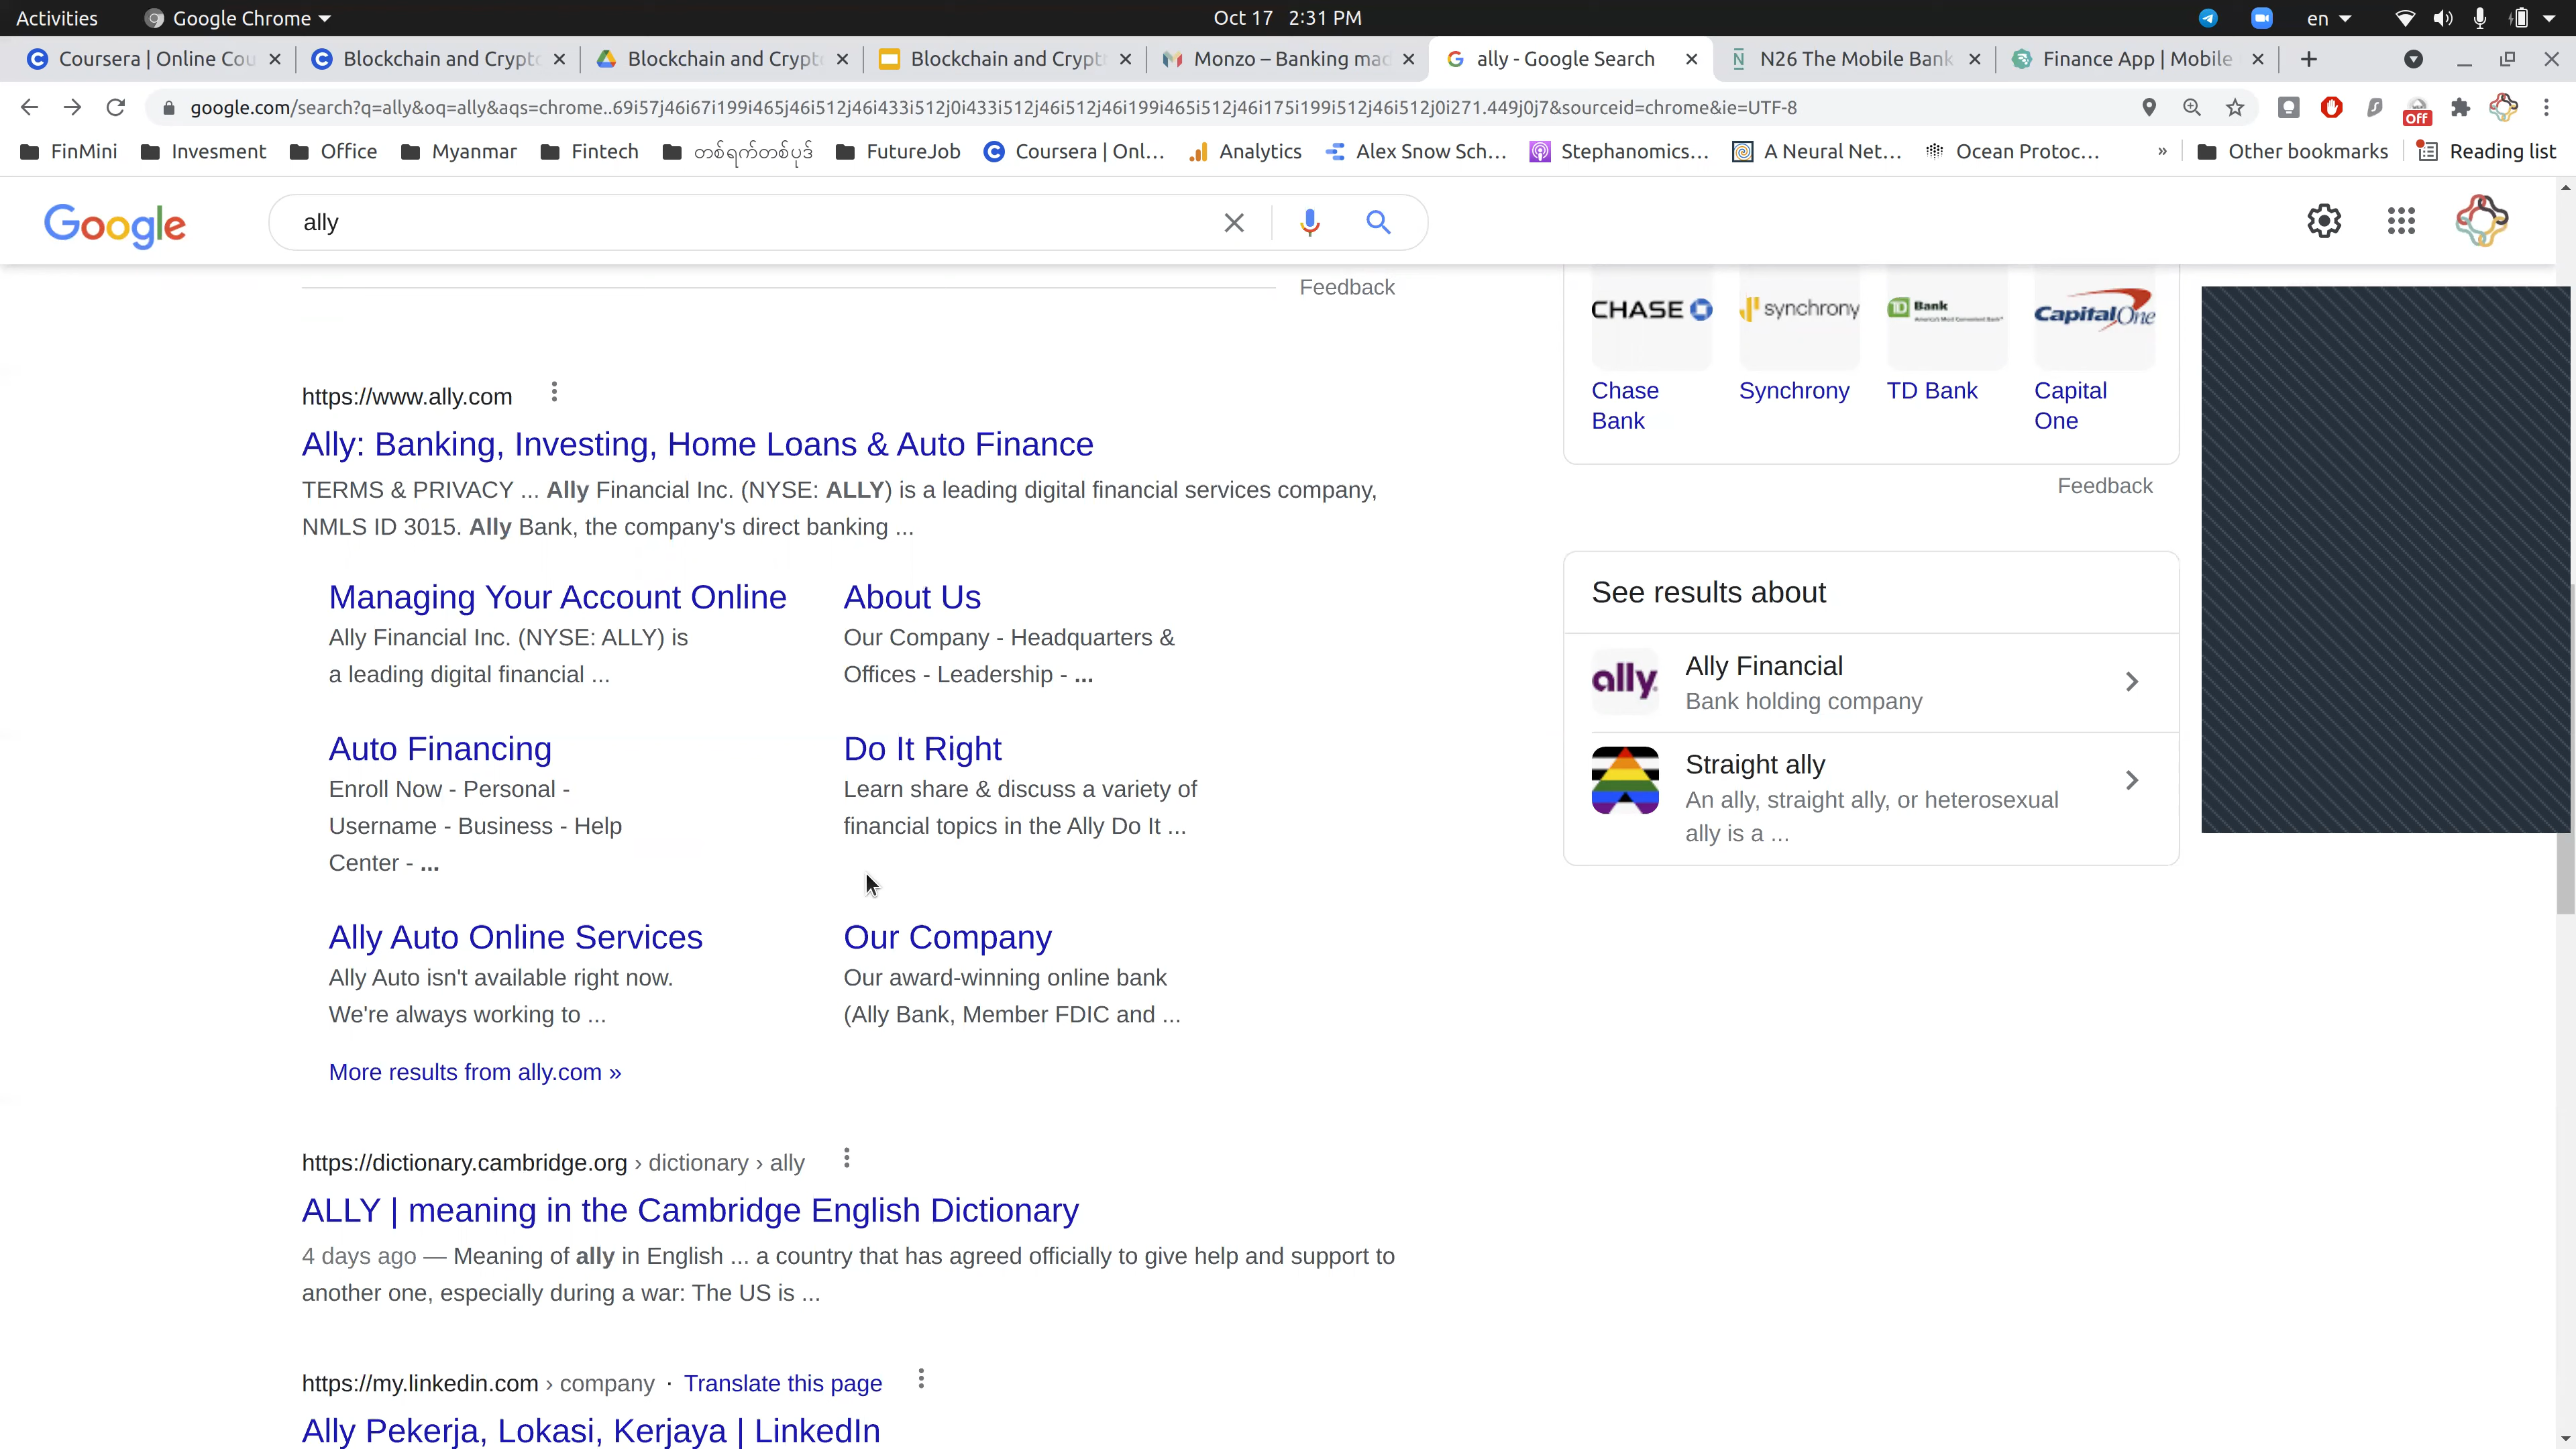 Activities
Google Chrome
Oct 17 2:31 PM
en
Coursera | Online Cou
Blockchain and Crypto
Blockchain and Crypto
Blockchain and Crypt
Monzo – Banking mad
ally - Google Search
N26 The Mobile Bank
Finance App | Mobile
google.com/search?q=ally&oq=ally&aqs=chrome..69i57j46i67i199i465j46i512j46i433i512j0i433i512j46i512j46i199i465i512j46i175i199i512j46i512j0i271.449j0j7&sourceid=chrome&ie=UTF-8
Off
FinMini
Invesment
Office
Myanmar
Fintech
တစ်ရက်တစ်ပုဒ်
FutureJob
Coursera | Onl...
Analytics
Alex Snow Sch...
Stephanomics...
A Neural Net...
Ocean Protoc...
»
Other bookmarks
Reading list
Google
ally
Feedback
https://www.ally.com
Ally: Banking, Investing, Home Loans & Auto Finance
TERMS & PRIVACY ... Ally Financial Inc. (NYSE: ALLY) is a leading digital financial services company,
NMLS ID 3015. Ally Bank, the company's direct banking ...
Managing Your Account Online
Ally Financial Inc. (NYSE: ALLY) is
a leading digital financial ...
About Us
Our Company - Headquarters &
Offices - Leadership - ...
Auto Financing
Enroll Now - Personal -
Username - Business - Help
Center - ...
Do It Right
Learn share & discuss a variety of
financial topics in the Ally Do It ...
Ally Auto Online Services
Ally Auto isn't available right now.
We're always working to ...
Our Company
Our award-winning online bank
(Ally Bank, Member FDIC and ...
More results from ally.com »
https://dictionary.cambridge.org › dictionary › ally
ALLY | meaning in the Cambridge English Dictionary
4 days ago — Meaning of ally in English ... a country that has agreed officially to give help and support to
another one, especially during a war: The US is ...
https://my.linkedin.com › company · Translate this page
Ally Pekerja, Lokasi, Kerjaya | LinkedIn
CHASE
synchrony
TD Bank
America's Most Convenient Bank
Capital One
Chase
Bank
Synchrony
TD Bank
Capital
One
Feedback
See results about
ally
Ally Financial
Bank holding company
Straight ally
An ally, straight ally, or heterosexual
ally is a ...